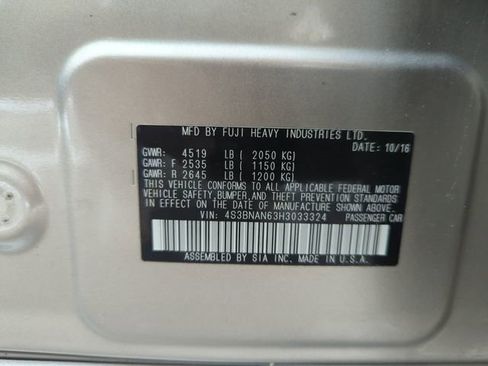 MFD BY FUJI HEAVY INDUSTRIES LTD.
DATE: 10/16
GVWR: 4519 LB ( 2050 KG)
GAWR: F 2535 LB ( 1150 KG)
GAWR: R 2645 LB ( 1200 KG)
THIS VEHICLE CONFORMS TO ALL APPLICABLE FEDERAL MOTOR
VEHICLE SAFETY, BUMPER, AND THEFT PREVENTION STANDARDS
IN EFFECT ON THE DATE OF MANUFACTURE SHOWN ABOVE.
VIN: 4S3BNAN63H3033324 PASSENGER CAR
ASSEMBLED BY SIA INC. MADE IN U.S.A.